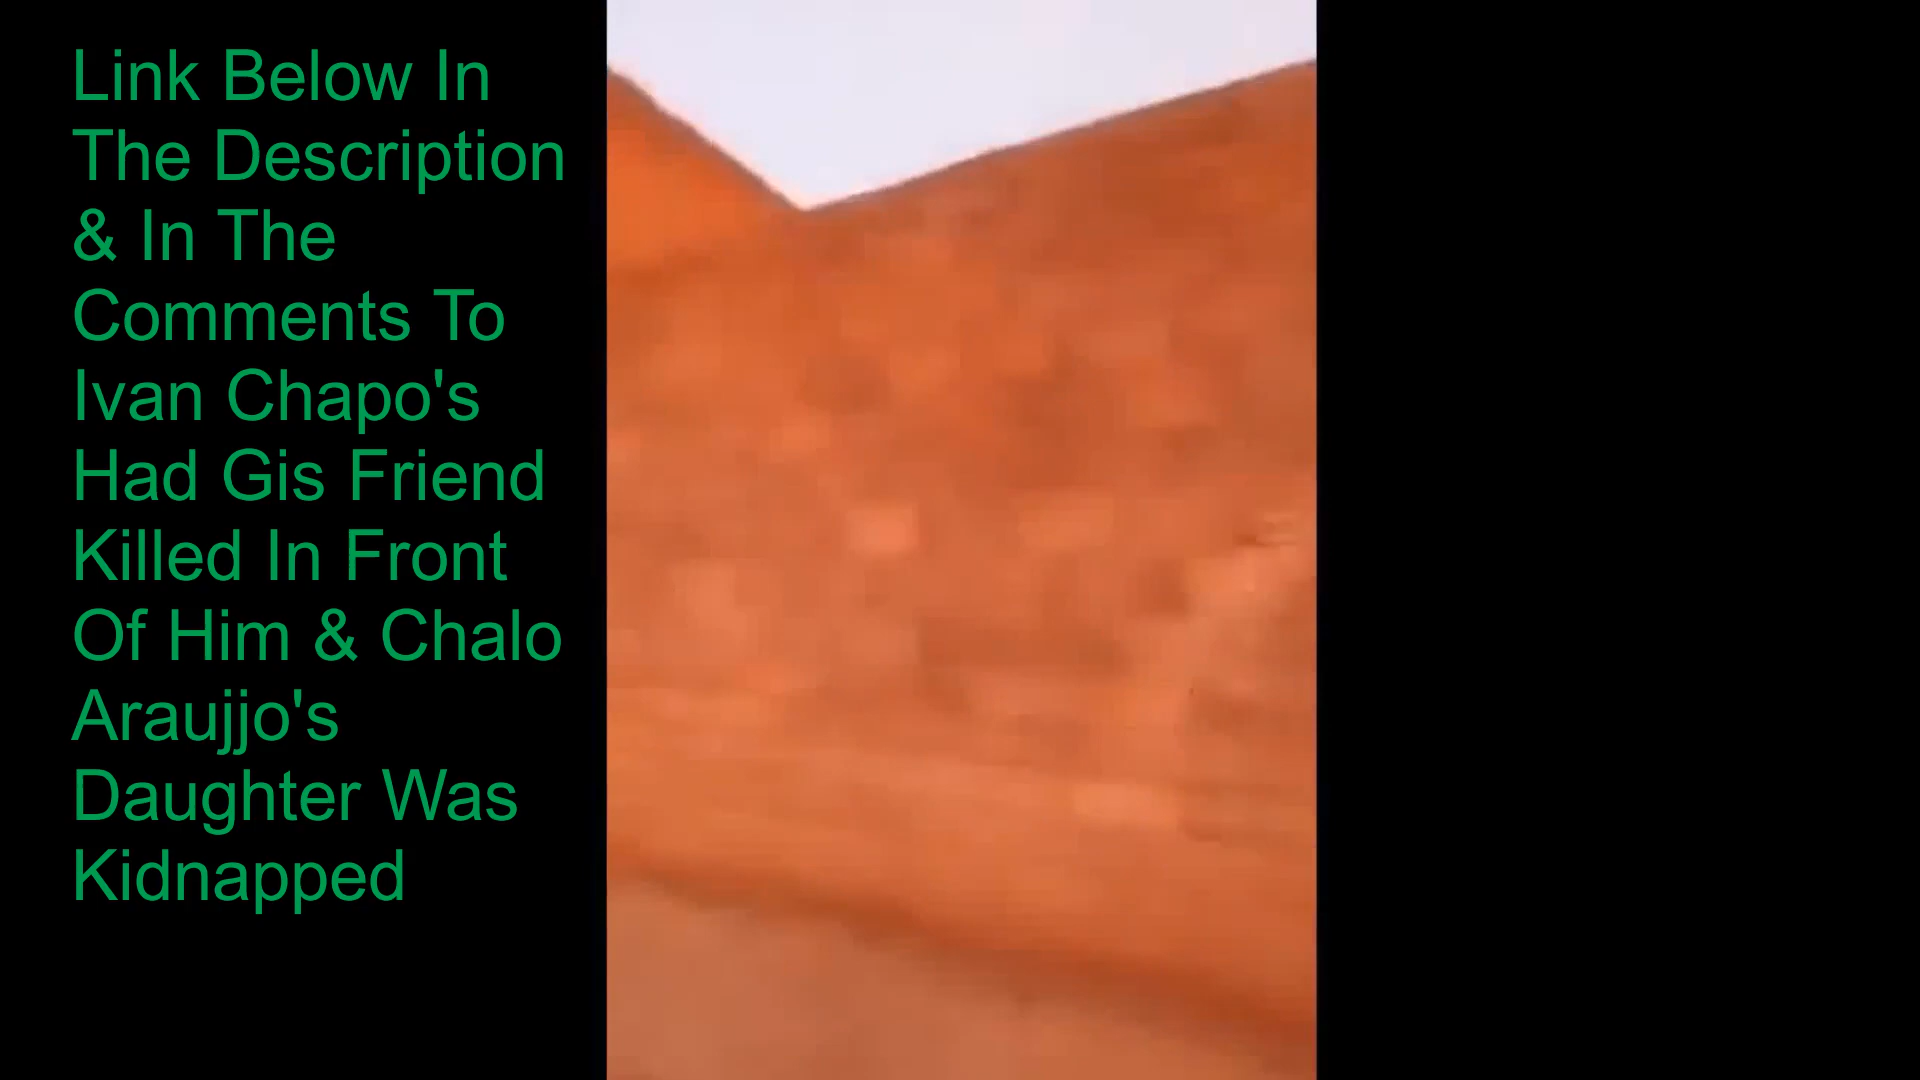 Link Below In
The Description
& In The
Comments To
Ivan Chapo's
Had Gis Friend
Killed In Front
Of Him & Chalo
Araujjo's
Daughter Was
Kidnapped